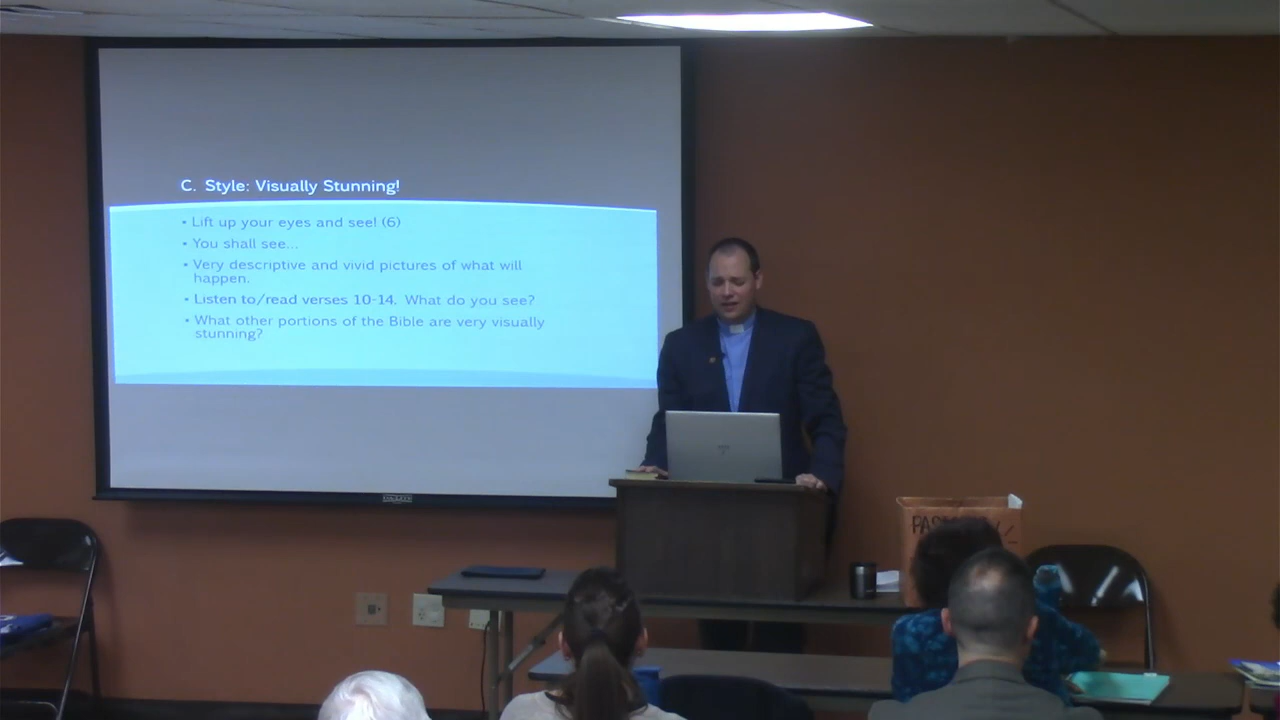 C. Style: Visually Stunning!
• Lift up your eyes and see! (6)
• You shall see...
• Very descriptive and vivid pictures of what will
happen.
• Listen to/read verses 10-14. What do you see?
• What other portions of the Bible are very visually
stunning?